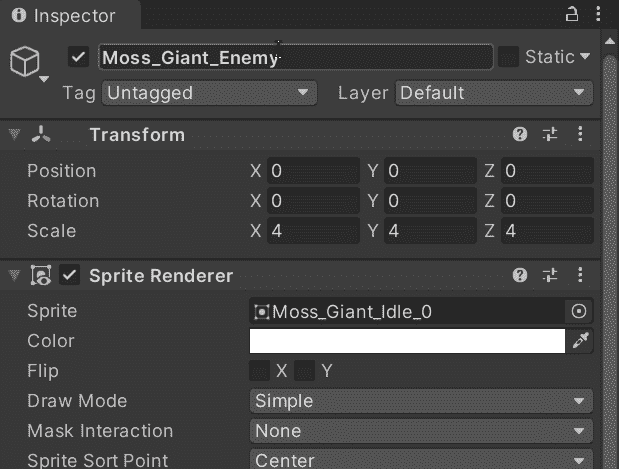 Inspector
Moss_Giant_Enemy Static
Tag Untagged Layer Default
Transform
Position X 0 Y 0 Z 0
Rotation X 0 Y 0 Z 0
Scale X 4 Y 4 Z 4
Sprite Renderer
Sprite Moss_Giant_Idle_0
Color
Flip X Y
Draw Mode Simple
Mask Interaction None
Sprite Sort Point Center